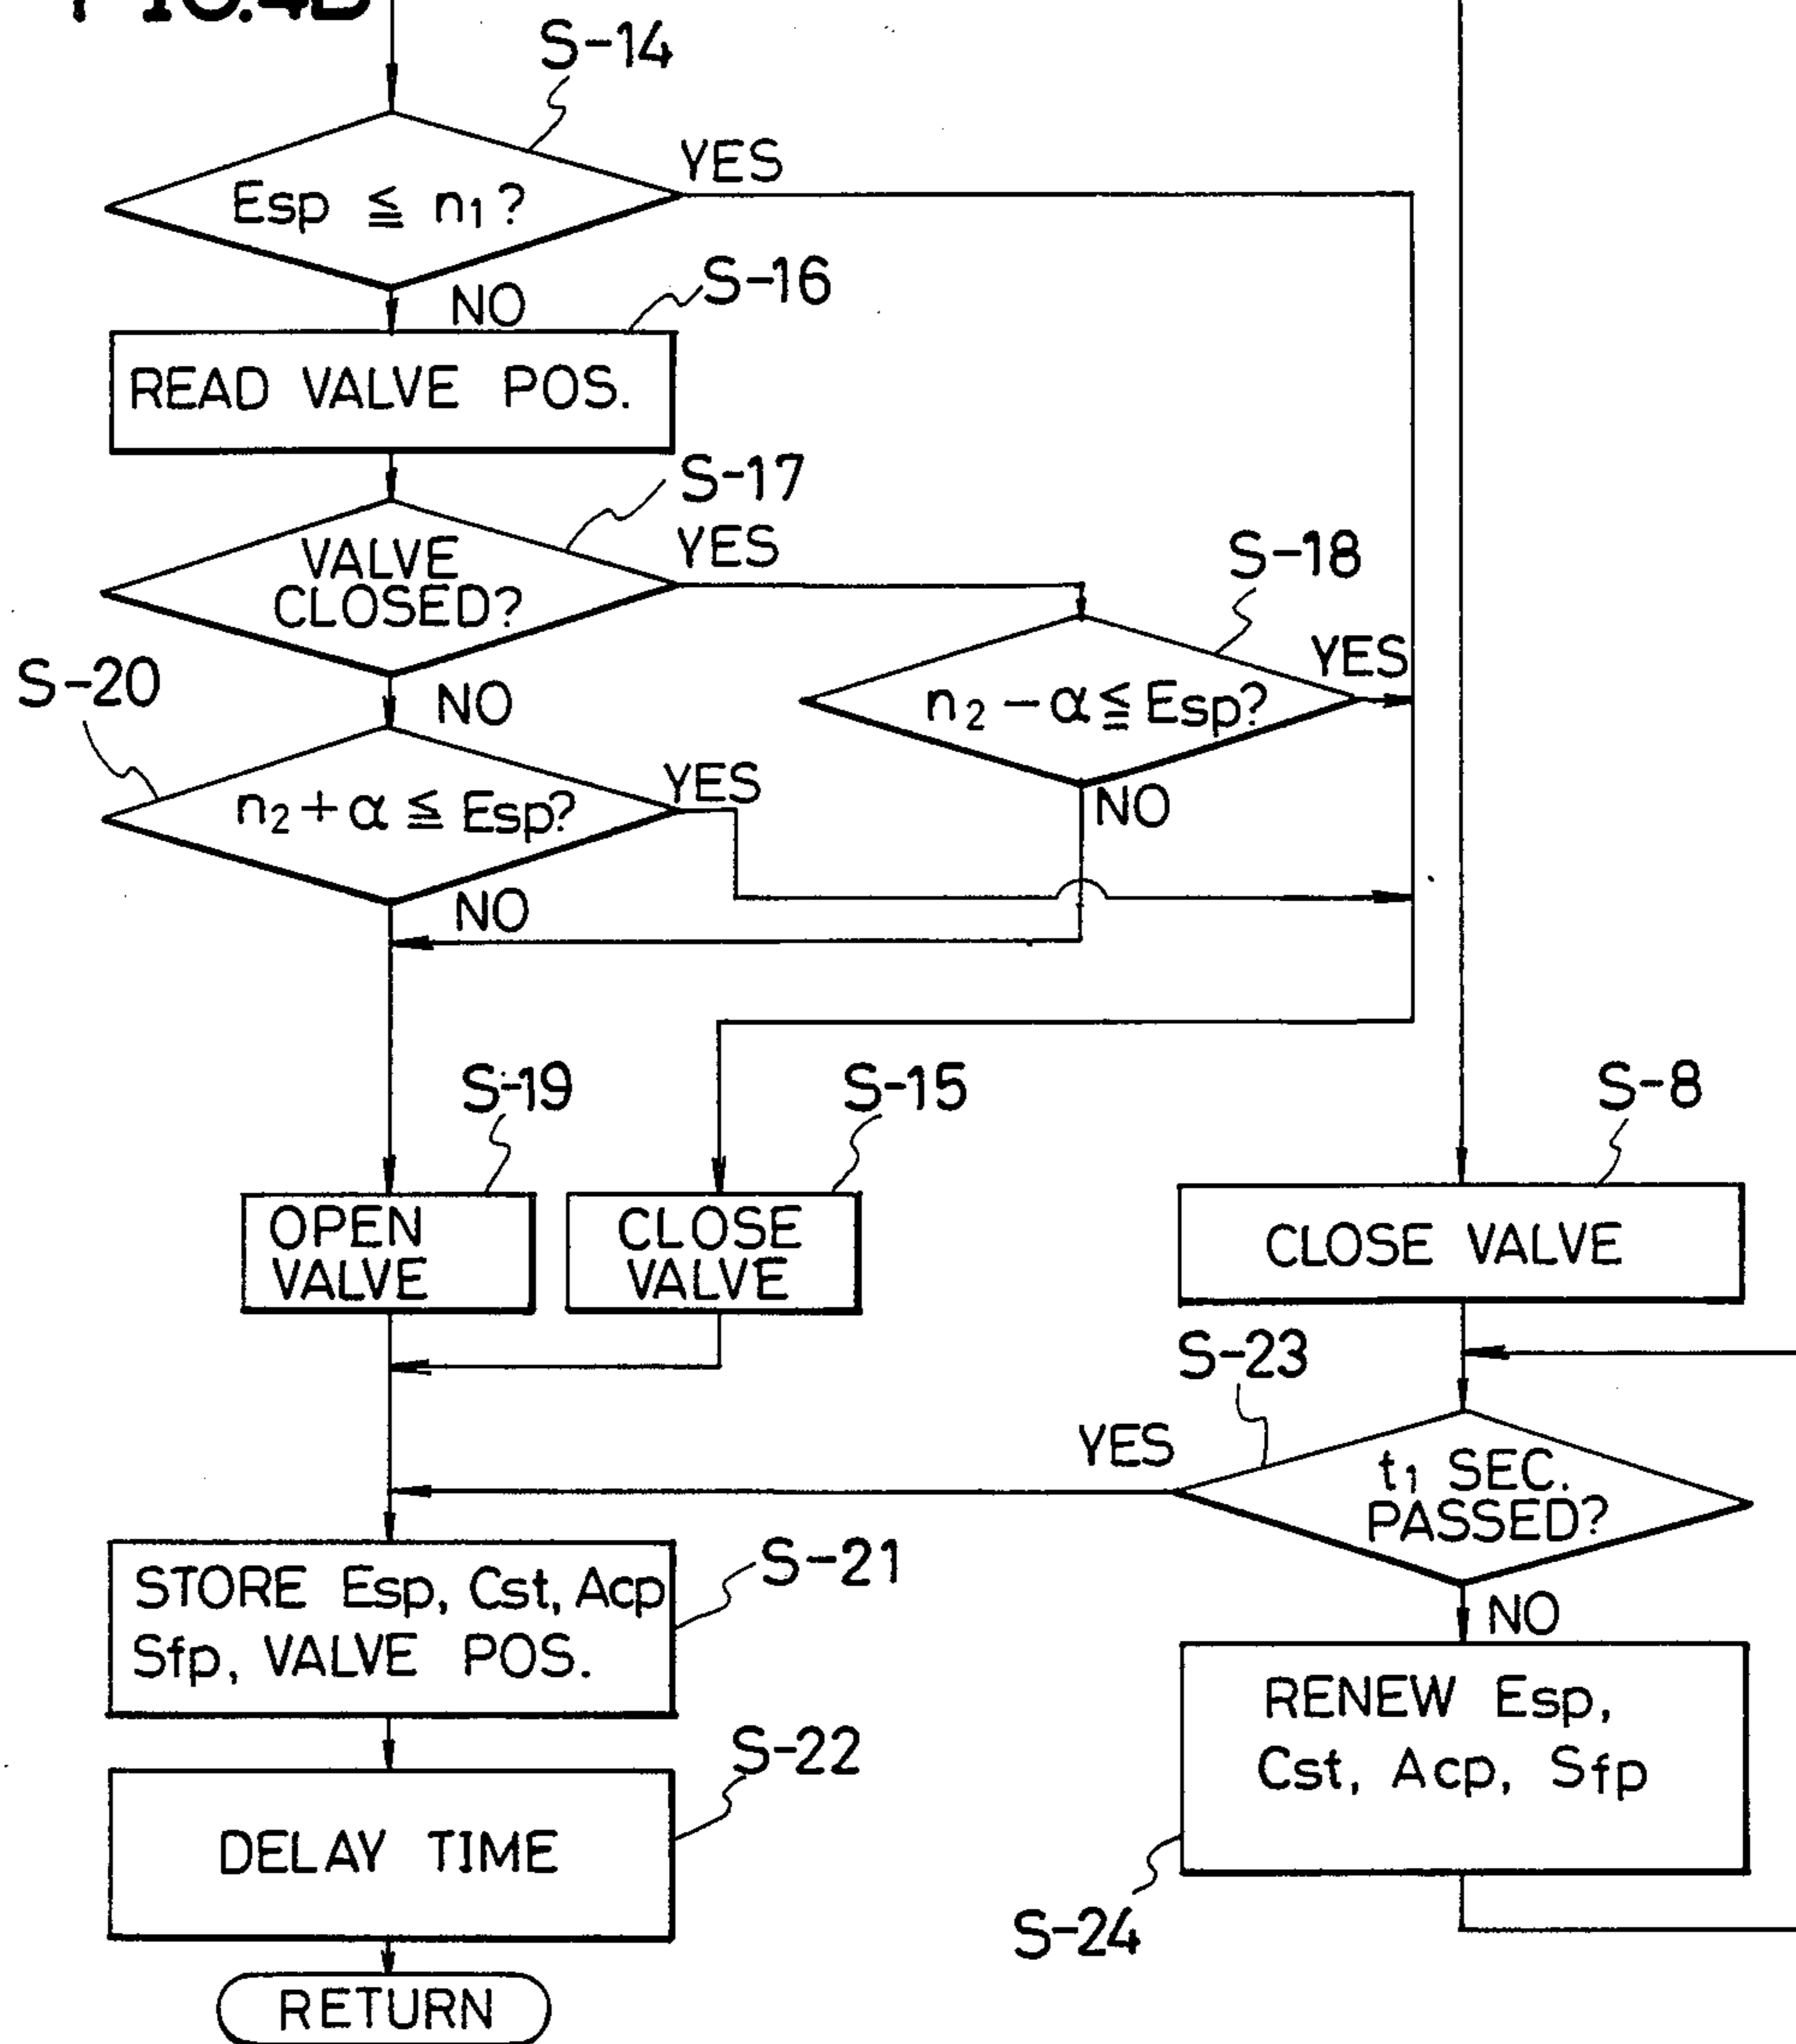 FIG.4B
S-14
YES
Esp ≦ n₁?
NO
S-16
READ VALVE POS.
S-17
YES
VALVE
CLOSED?
S-18
YES
n₂ − α ≦ Esp?
NO
S-20
NO
YES
n₂ + α ≦ Esp?
NO
S-19
S-15
S-8
OPEN
VALVE
CLOSE
VALVE
CLOSE VALVE
S-23
YES
t₁ SEC.
PASSED?
NO
S-21
STORE Esp, Cst, Acp
Sfp, VALVE POS.
RENEW Esp,
Cst, Acp, Sfp
S-22
DELAY TIME
S-24
RETURN